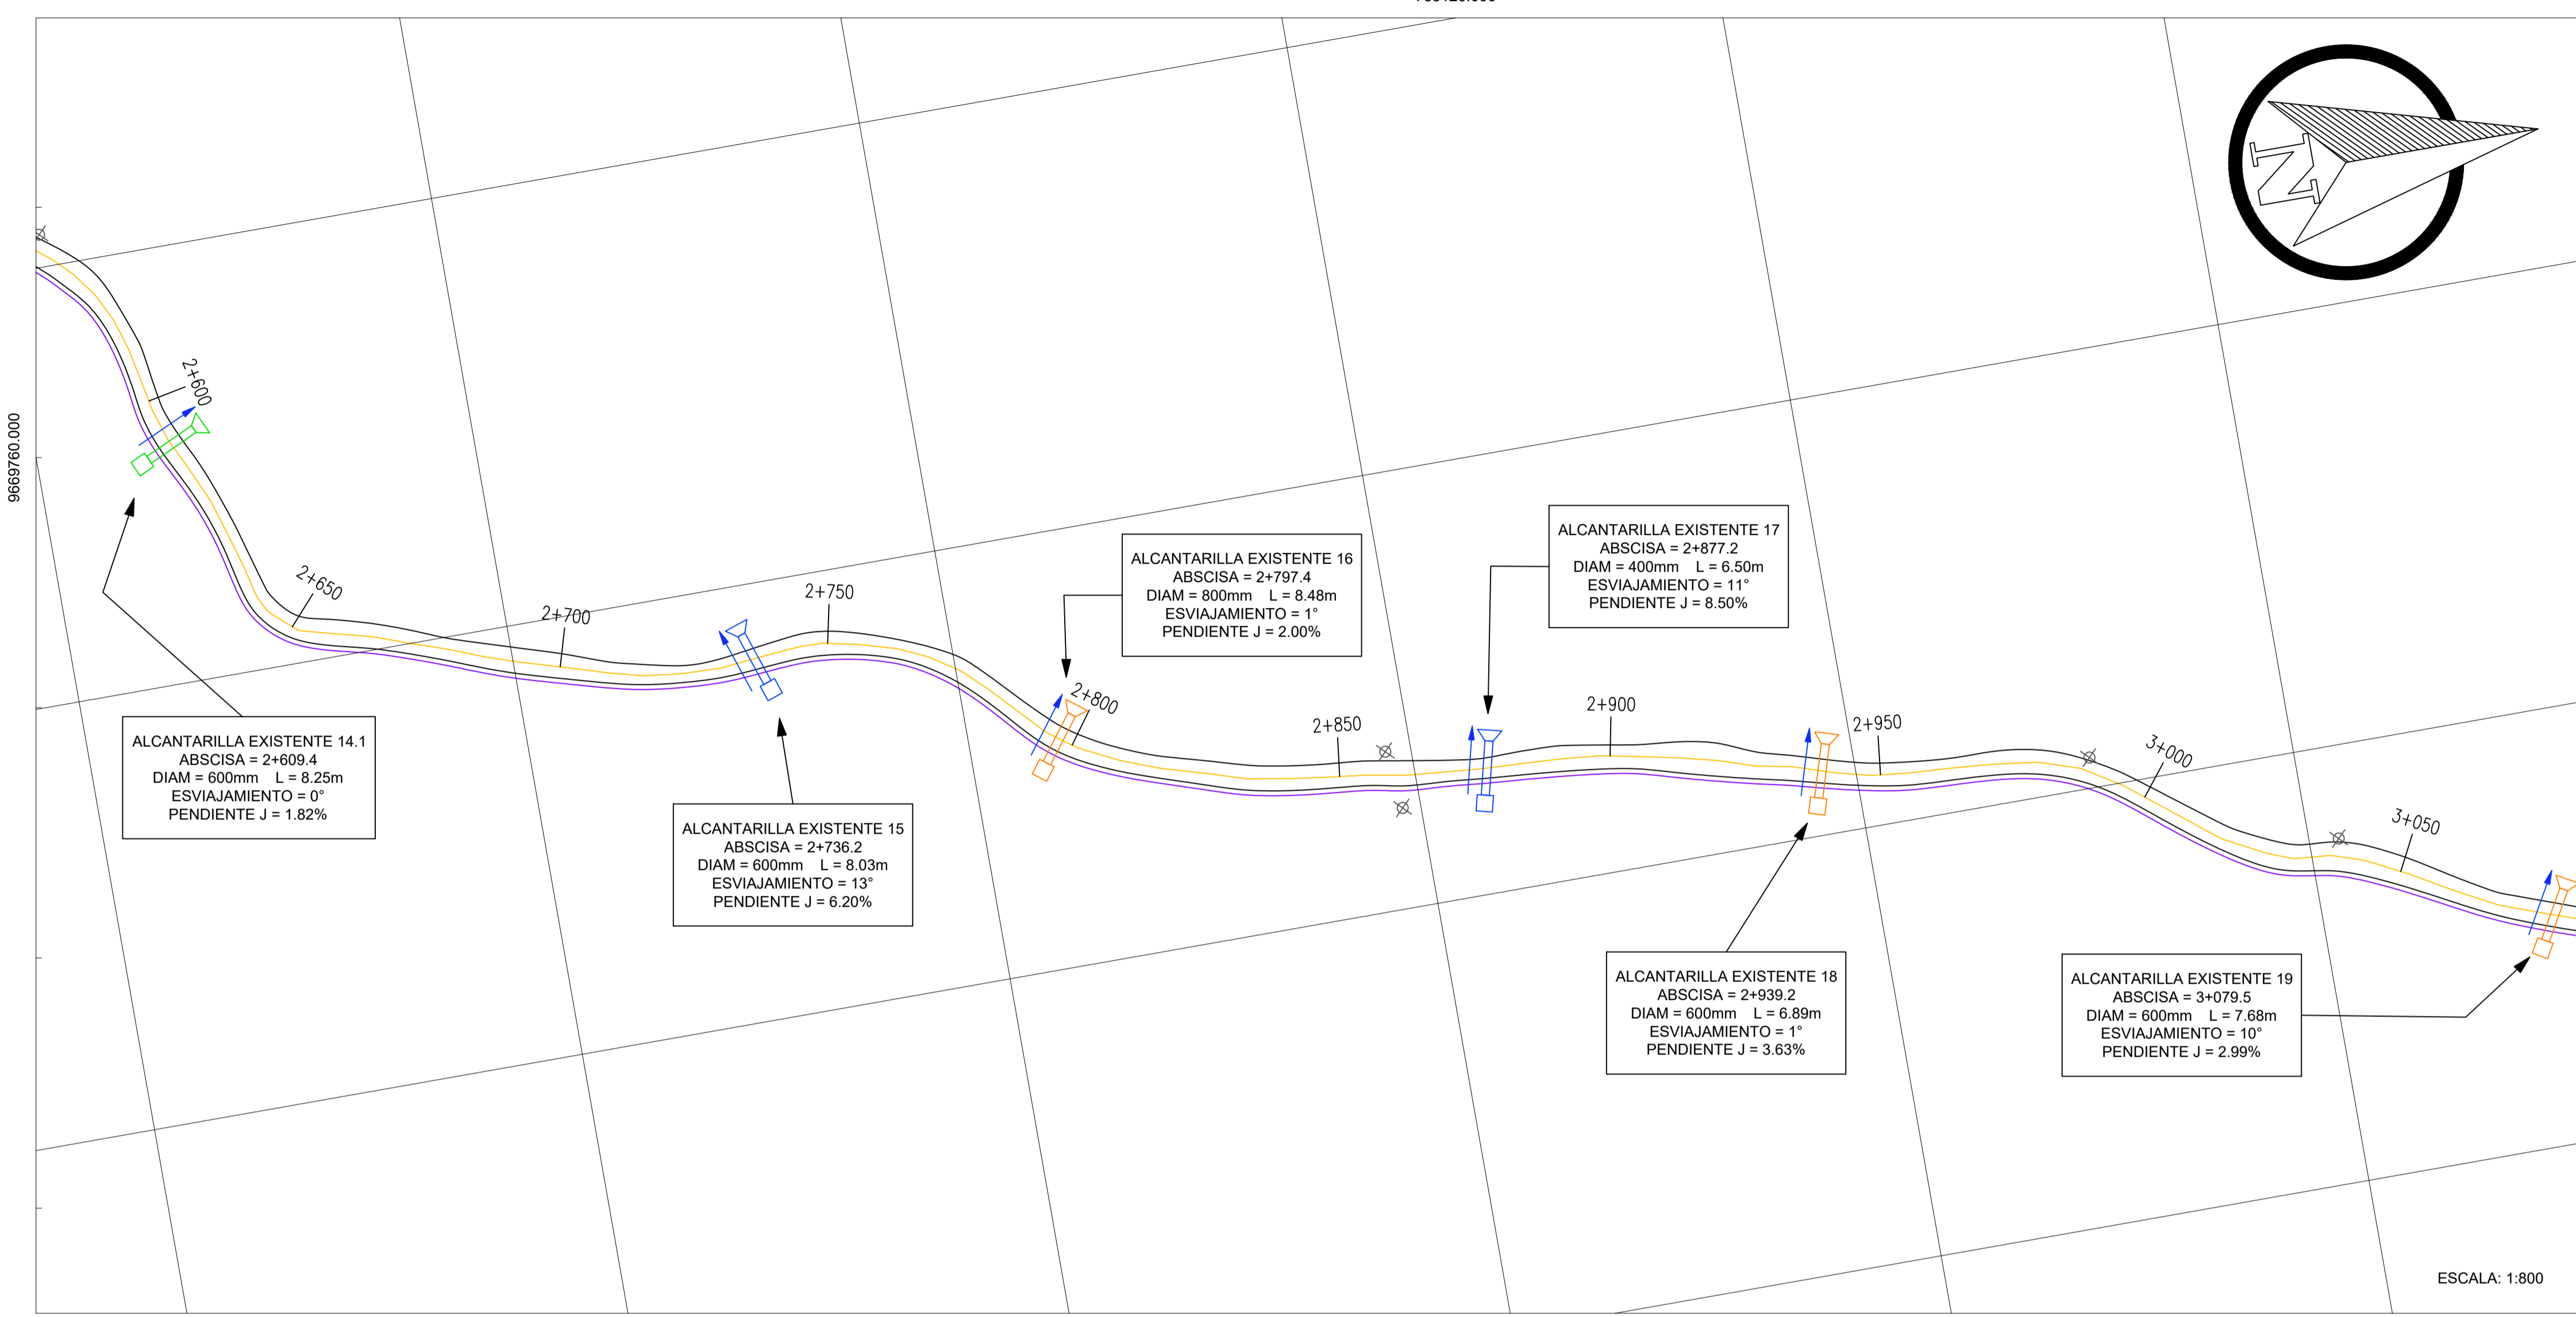 9669760.000
N
2+600
2+650
2+700
2+750
2+800
2+850
2+900
2+950
3+000
3+050
ALCANTARILLA EXISTENTE 14.1
ABSCISA = 2+609.4
DIAM = 600mm L = 8.25m
ESVIAJAMIENTO = 0°
PENDIENTE J = 1.82%
ALCANTARILLA EXISTENTE 15
ABSCISA = 2+736.2
DIAM = 600mm L = 8.03m
ESVIAJAMIENTO = 13°
PENDIENTE J = 6.20%
ALCANTARILLA EXISTENTE 16
ABSCISA = 2+797.4
DIAM = 800mm L = 8.48m
ESVIAJAMIENTO = 1°
PENDIENTE J = 2.00%
ALCANTARILLA EXISTENTE 17
ABSCISA = 2+877.2
DIAM = 400mm L = 6.50m
ESVIAJAMIENTO = 11°
PENDIENTE J = 8.50%
ALCANTARILLA EXISTENTE 18
ABSCISA = 2+939.2
DIAM = 600mm L = 6.89m
ESVIAJAMIENTO = 1°
PENDIENTE J = 3.63%
ALCANTARILLA EXISTENTE 19
ABSCISA = 3+079.5
DIAM = 600mm L = 7.68m
ESVIAJAMIENTO = 10°
PENDIENTE J = 2.99%
ESCALA: 1:800